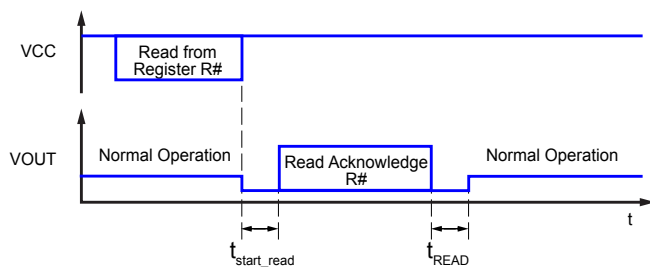 VCC
Read from
Register R#
VOUT
Normal Operation
Read Acknowledge
R#
Normal Operation
t
tstart_read
tREAD